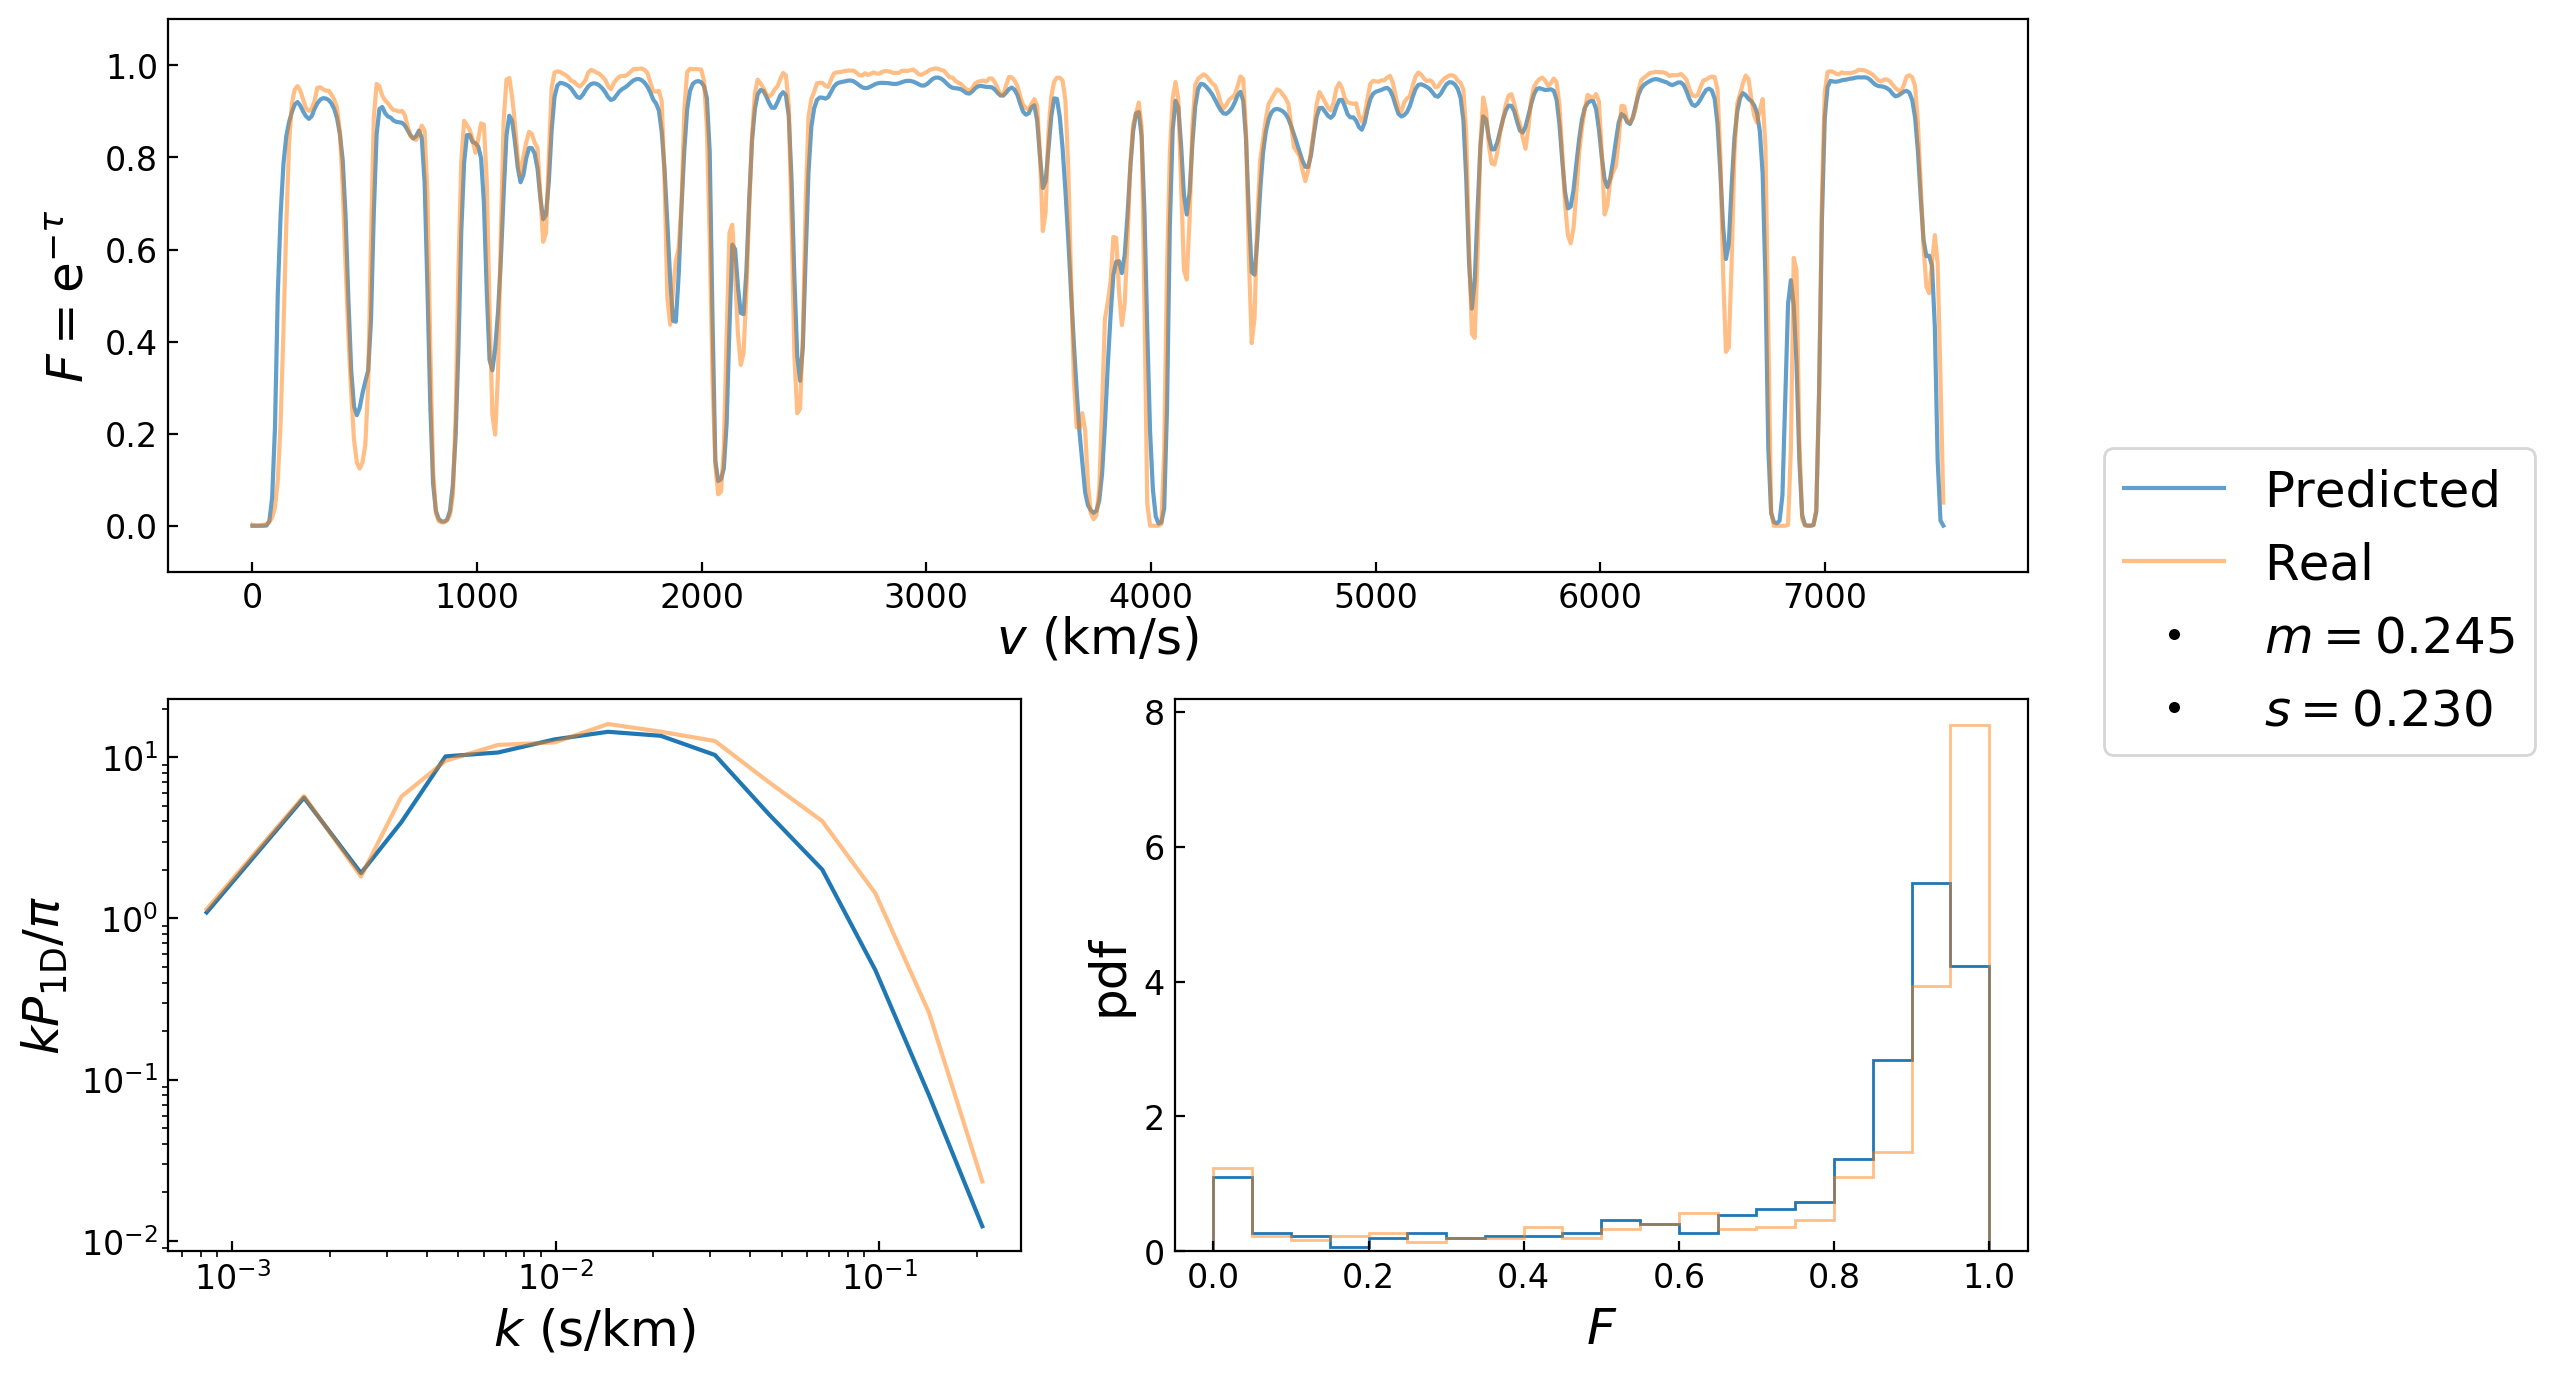 F = e^{−τ}
1.0
0.8
0.6
0.4
0.2
0.0
0 1000 2000 3000 4000 5000 6000 7000
v (km/s)
Predicted
Real
m = 0.245
s = 0.230
kP_{1D}/π
10^1
10^0
10^{−1}
10^{−2}
10^{−3} 10^{−2} 10^{−1}
k (s/km)
pdf
8
6
4
2
0
0.0 0.2 0.4 0.6 0.8 1.0
F